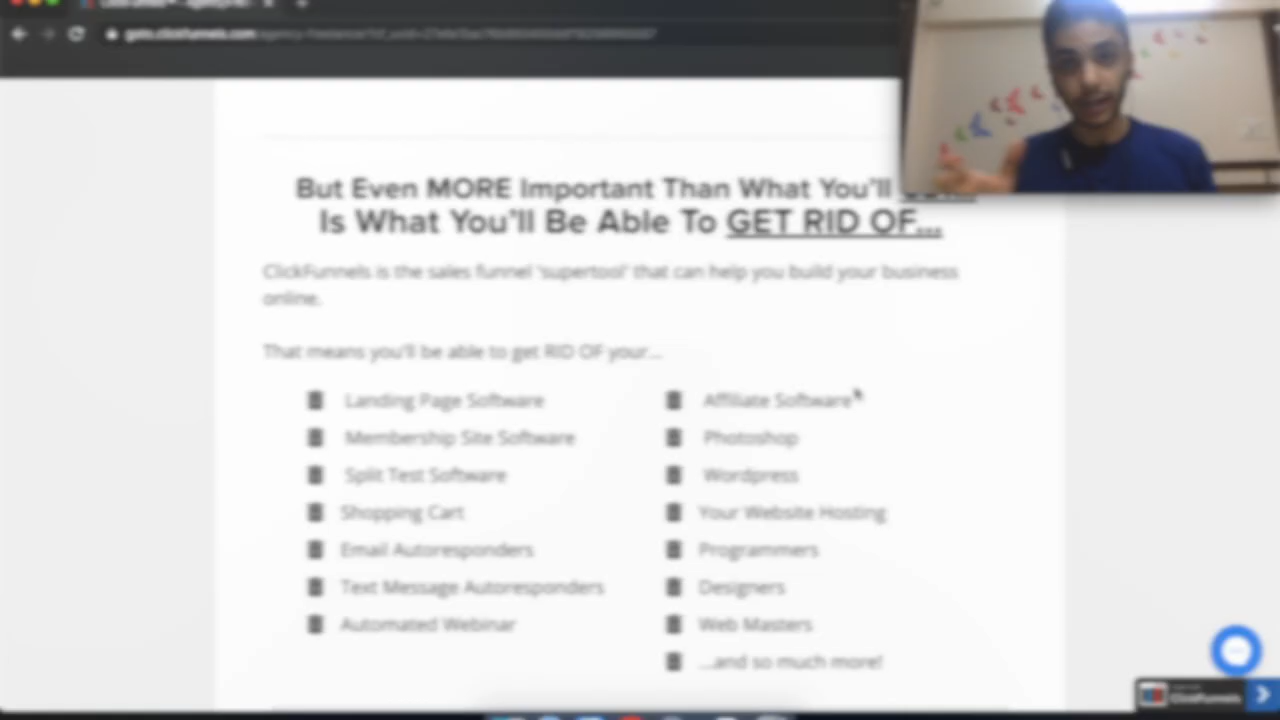 goto.clickfunnels.com
But Even MORE Important Than What You'll
Is What You'll Be Able To GET RID OF...
ClickFunnels is the sales funnel 'supertool' that can help you build your business
online.
That means you'll be able to get RID OF your...
Landing Page Software
Membership Site Software
Split Test Software
Shopping Cart
Email Autoresponders
Text Message Autoresponders
Automated Webinar
Affiliate Software
Photoshop
Wordpress
Your Website Hosting
Programmers
Designers
Web Masters
...and so much more!
ClickFunnels